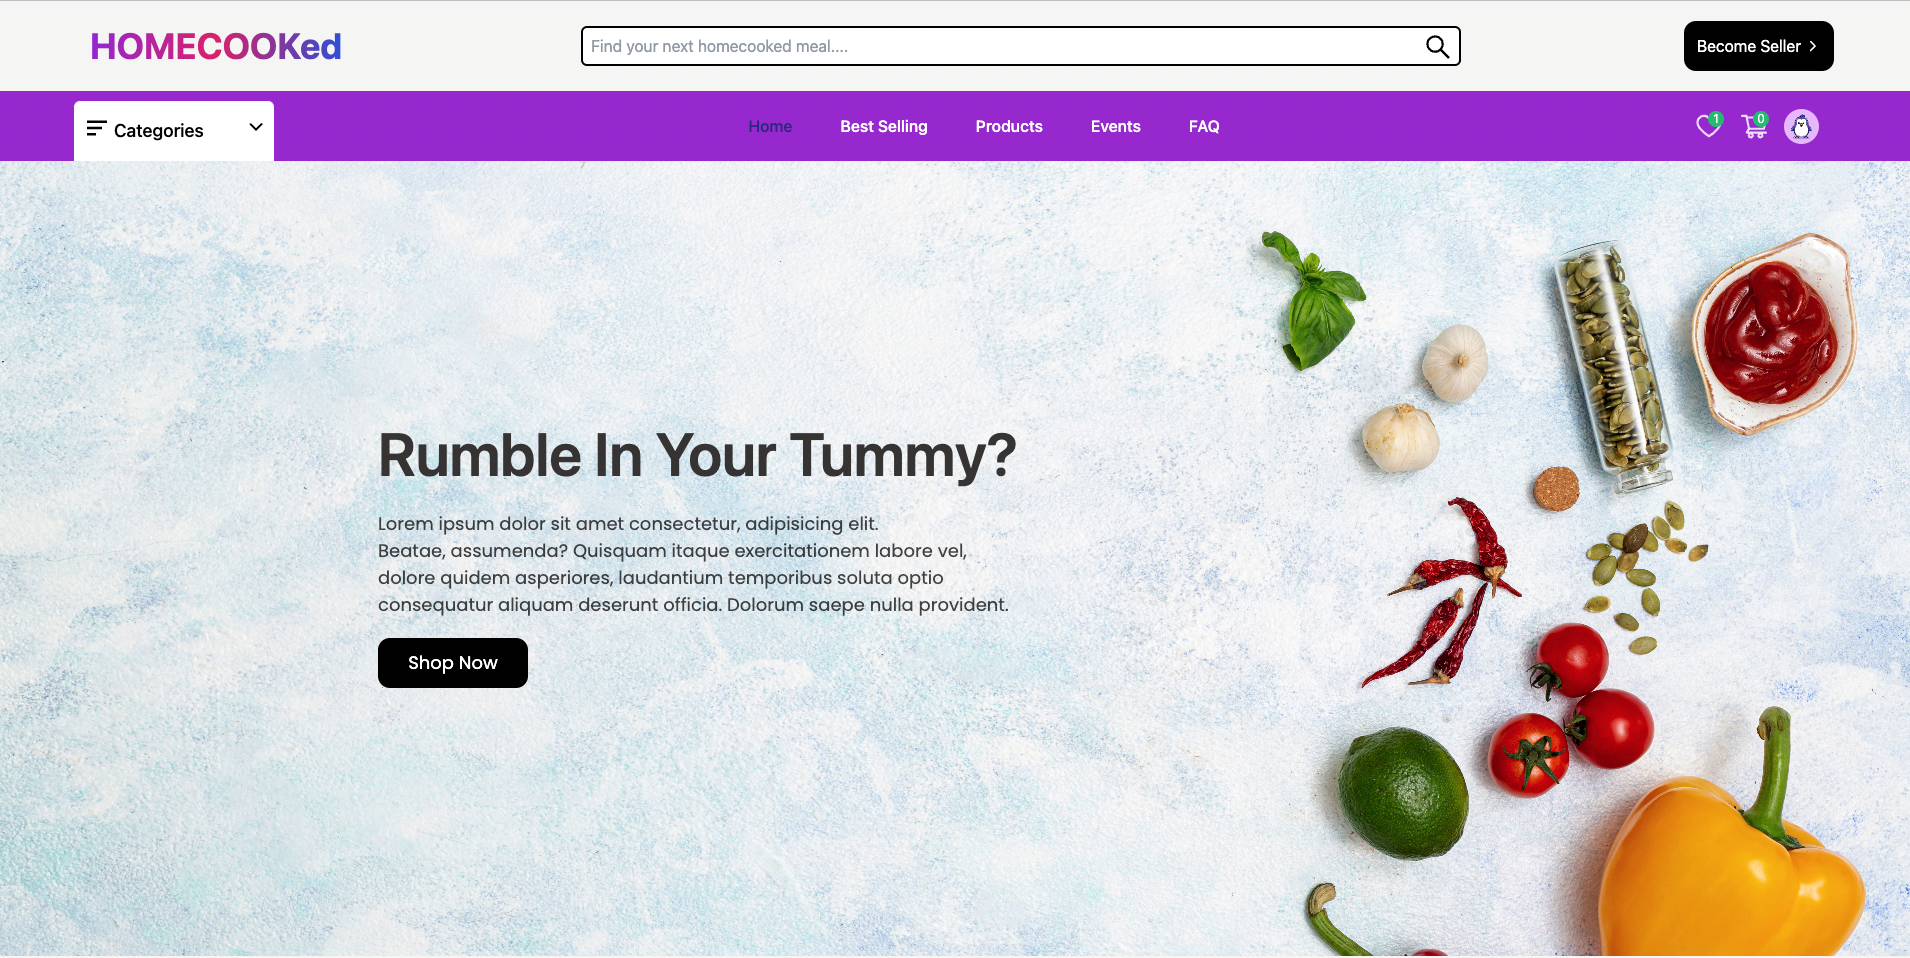 HOMECOOKed
Find your next homecooked meal....
Become Seller
Categories
Home
Best Selling
Products
Events
FAQ
1
0
Rumble In Your Tummy?
Lorem ipsum dolor sit amet consectetur, adipisicing elit.
Beatae, assumenda? Quisquam itaque exercitationem labore vel,
dolore quidem asperiores, laudantium temporibus soluta optio
consequatur aliquam deserunt officia. Dolorum saepe nulla provident.
Shop Now